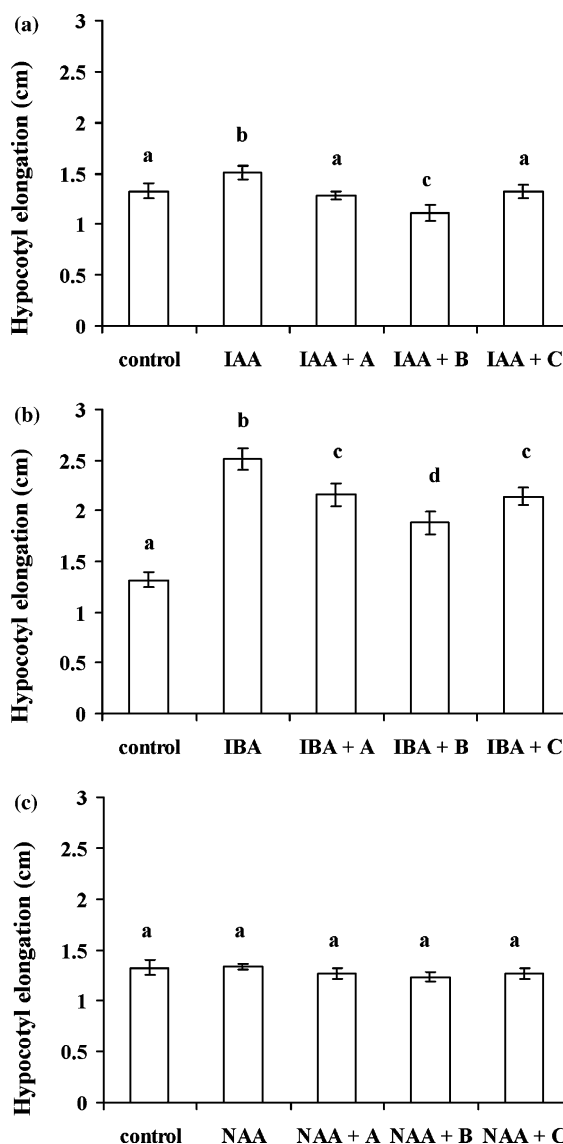 (a)
Hypocotyl elongation (cm)
3
2.5
2
1.5
1
0.5
0
a
b
a
c
a
control IAA IAA + A IAA + B IAA + C
(b)
Hypocotyl elongation (cm)
3
2.5
2
1.5
1
0.5
0
a
b
c
d
c
control IBA IBA + A IBA + B IBA + C
(c)
Hypocotyl elongation (cm)
3
2.5
2
1.5
1
0.5
0
a
a
a
a
a
control NAA NAA + A NAA + B NAA + C